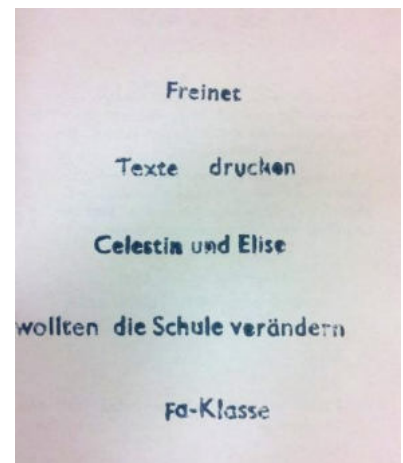 Freinet
Texte drucken
Celestin und Elise
wollten die Schule verändern
Fa-Klasse